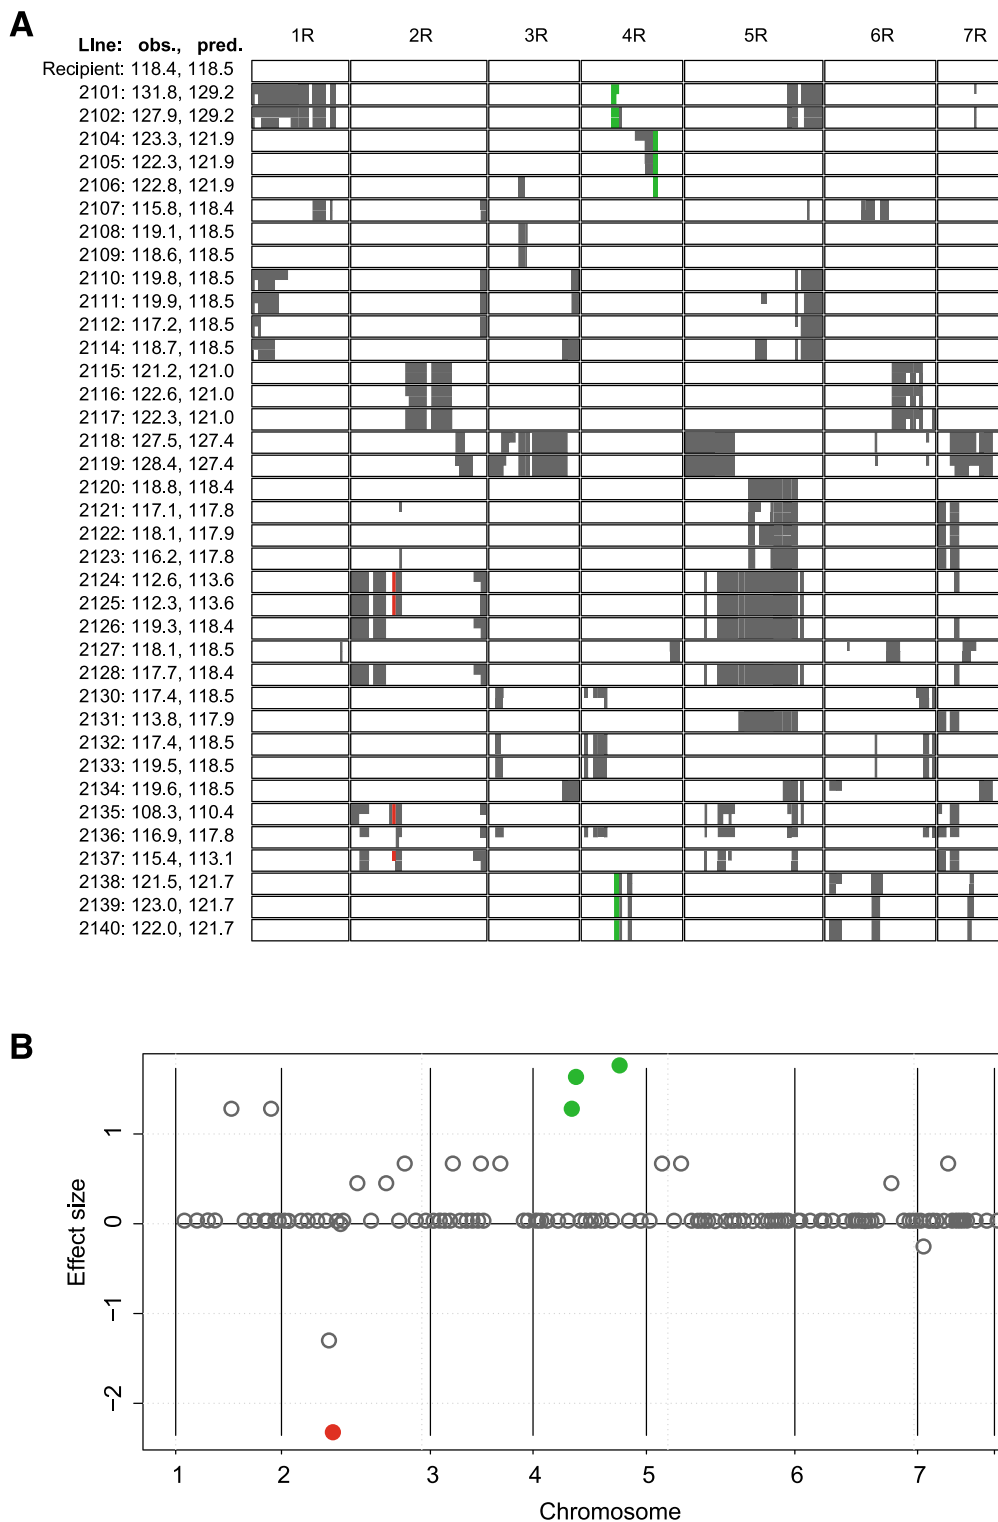 A
1R 2R 3R 4R 5R 6R 7R
LIne: obs., pred.
Recipient: 118.4, 118.5
2101: 131.8, 129.2
2102: 127.9, 129.2
2104: 123.3, 121.9
2105: 122.3, 121.9
2106: 122.8, 121.9
2107: 115.8, 118.4
2108: 119.1, 118.5
2109: 118.6, 118.5
2110: 119.8, 118.5
2111: 119.9, 118.5
2112: 117.2, 118.5
2114: 118.7, 118.5
2115: 121.2, 121.0
2116: 122.6, 121.0
2117: 122.3, 121.0
2118: 127.5, 127.4
2119: 128.4, 127.4
2120: 118.8, 118.4
2121: 117.1, 117.8
2122: 118.1, 117.9
2123: 116.2, 117.8
2124: 112.6, 113.6
2125: 112.3, 113.6
2126: 119.3, 118.4
2127: 118.1, 118.5
2128: 117.7, 118.4
2130: 117.4, 118.5
2131: 113.8, 117.9
2132: 117.4, 118.5
2133: 119.5, 118.5
2134: 119.6, 118.5
2135: 108.3, 110.4
2136: 116.9, 117.8
2137: 115.4, 113.1
2138: 121.5, 121.7
2139: 123.0, 121.7
2140: 122.0, 121.7
B
Effect size
1
0
−1
−2
1 2 3 4 5 6 7
Chromosome